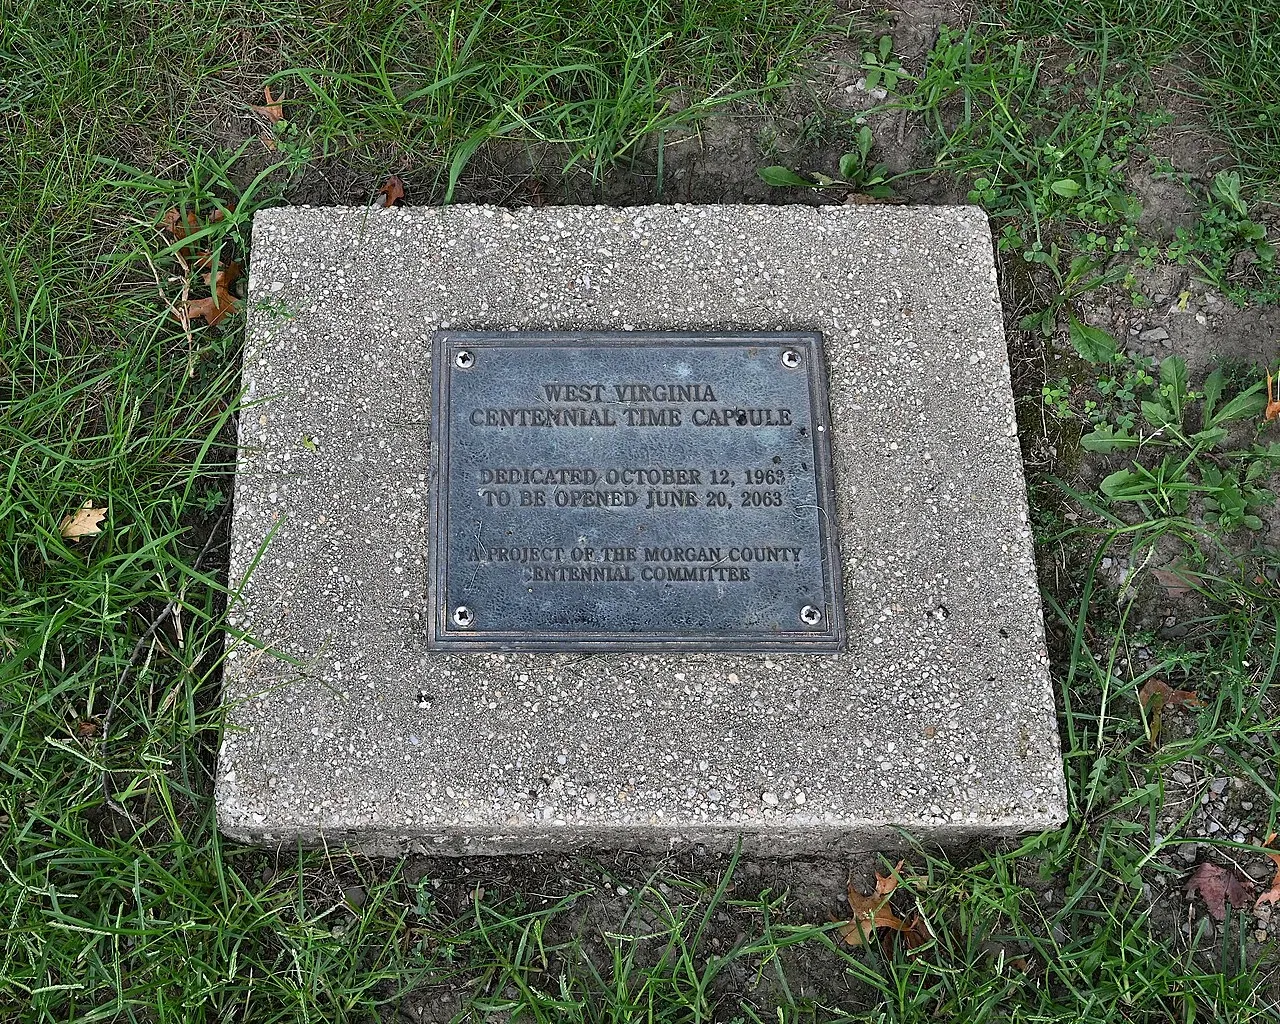 WEST VIRGINIA
CENTENNIAL TIME CAPSULE
DEDICATED OCTOBER 12, 1963
TO BE OPENED JUNE 20, 2063
A PROJECT OF THE MORGAN COUNTY
CENTENNIAL COMMITTEE